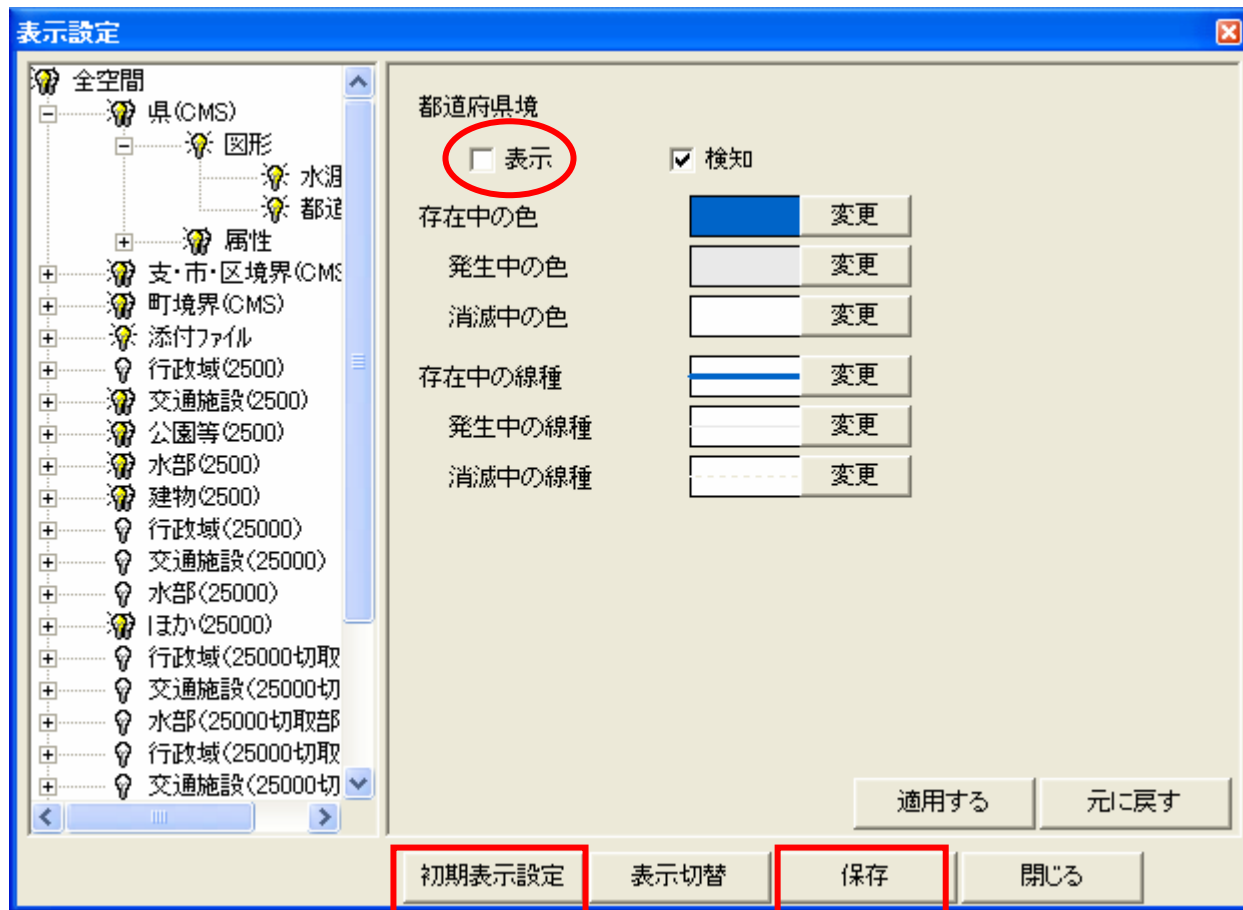 表示設定
全空間
県(CMS)
図形
水涯
都道
属性
支・市・区境界(CMS
町境界(CMS)
添付ファイル
行政域(2500)
交通施設(2500)
公園等(2500)
水部(2500)
建物(2500)
行政域(25000)
交通施設(25000)
水部(25000)
ほか(25000)
行政域(25000切取
交通施設(25000切
水部(25000切取部
行政域(25000切取
交通施設(25000切
都道府県境
表示 検知
存在中の色 変更
発生中の色 変更
消滅中の色 変更
存在中の線種 変更
発生中の線種 変更
消滅中の線種 変更
適用する 元に戻す
初期表示設定 表示切替 保存 閉じる